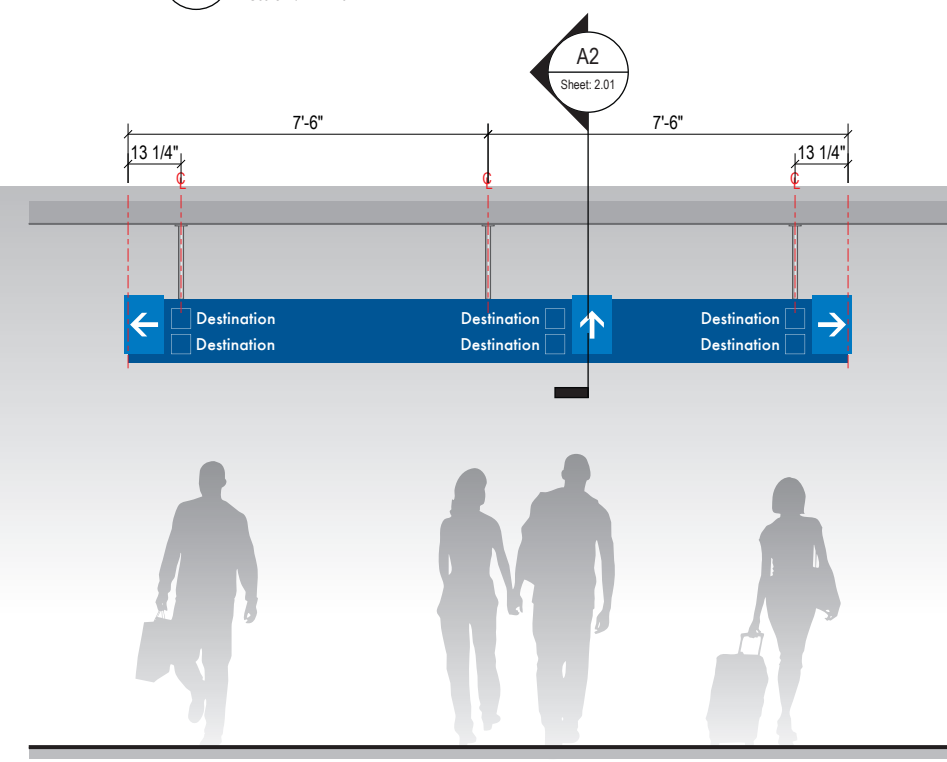 A2
Sheet: 2.01
7'-6"
7'-6"
13 1/4"
13 1/4"
℄
℄
℄
Destination
Destination
Destination
Destination
Destination
Destination